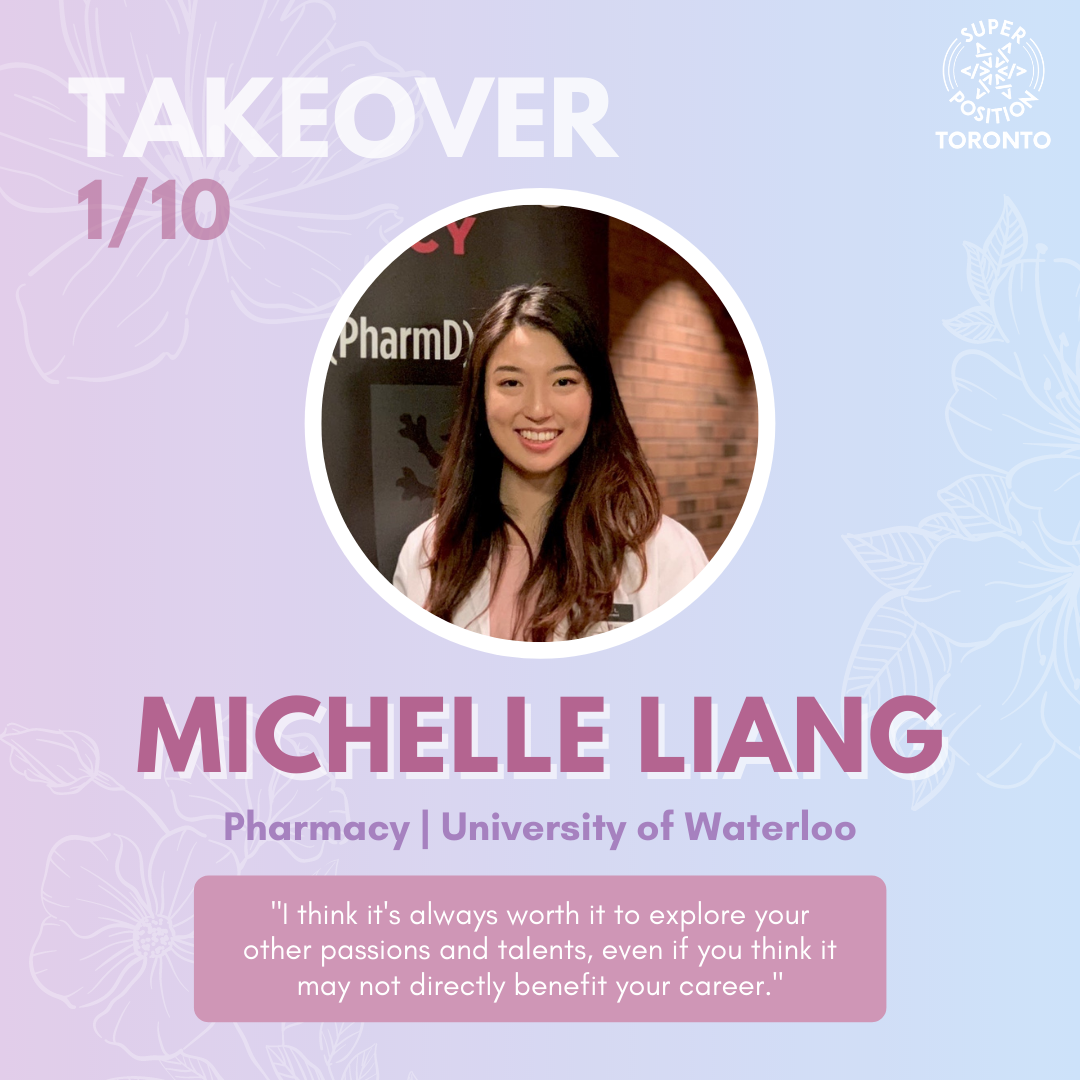 TAKEOVER
1/10
SUPER
POSITION
TORONTO
CY
(PharmD)
MICHELLE LIANG
Pharmacy | University of Waterloo
"I think it's always worth it to explore your
other passions and talents, even if you think it
may not directly benefit your career."